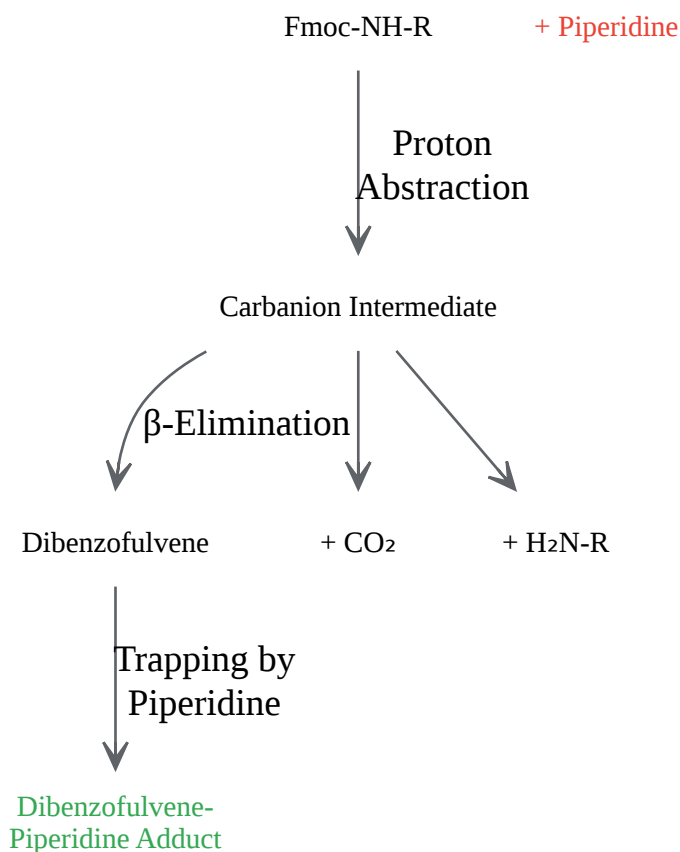 Fmoc-NH-R + Piperidine
Proton
Abstraction
Carbanion Intermediate
β-Elimination
Dibenzofulvene + CO₂ + H₂N-R
Trapping by
Piperidine
Dibenzofulvene-
Piperidine Adduct